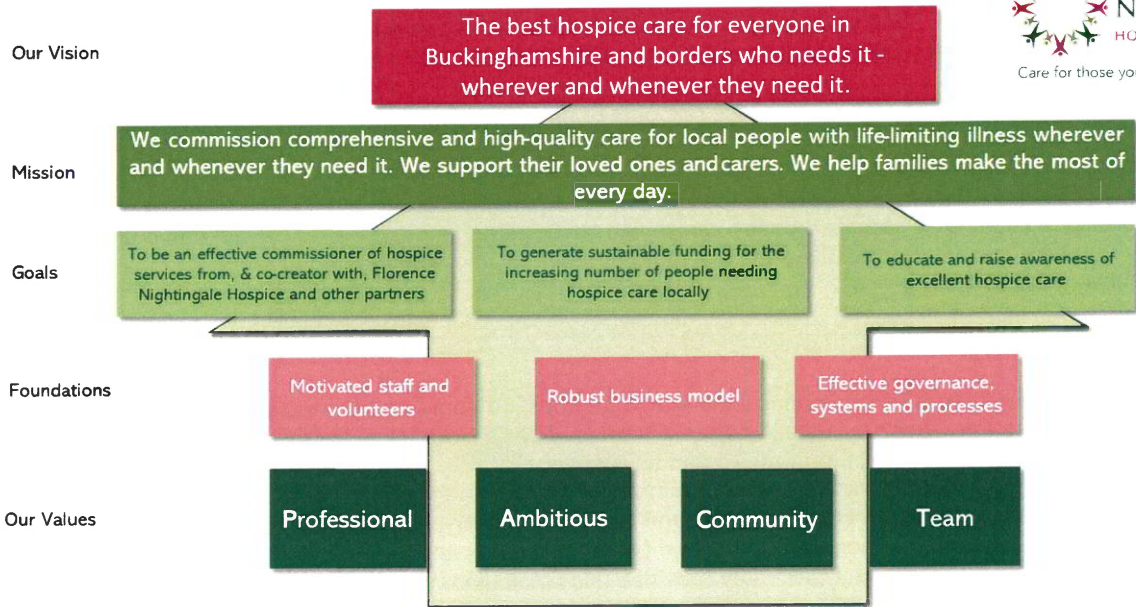 Our Vision
The best hospice care for everyone in
Buckinghamshire and borders who needs it -
wherever and whenever they need it.
N
HO
Care for those you
Mission
We commission comprehensive and high-quality care for local people with life-limiting illness wherever
and whenever they need it. We support their loved ones and carers. We help families make the most of
every day.
Goals
To be an effective commissioner of hospice
services from, & co-creator with, Florence
Nightingale Hospice and other partners
To generate sustainable funding for the
increasing number of people needing
hospice care locally
To educate and raise awareness of
excellent hospice care
Foundations
Motivated staff and
volunteers
Robust business model
Effective governance,
systems and processes
Our Values
Professional
Ambitious
Community
Team